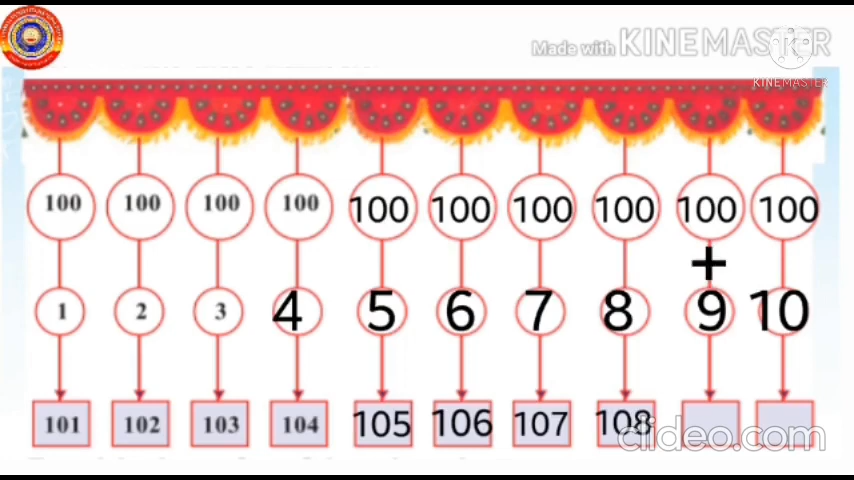 Made with KINEMASTER
KINEMASTER
100 100 100 100 100 100 100 100 100 100
+
1 2 3 4 5 6 7 8 9 10
101 102 103 104 105 106 107 108
clideo.com